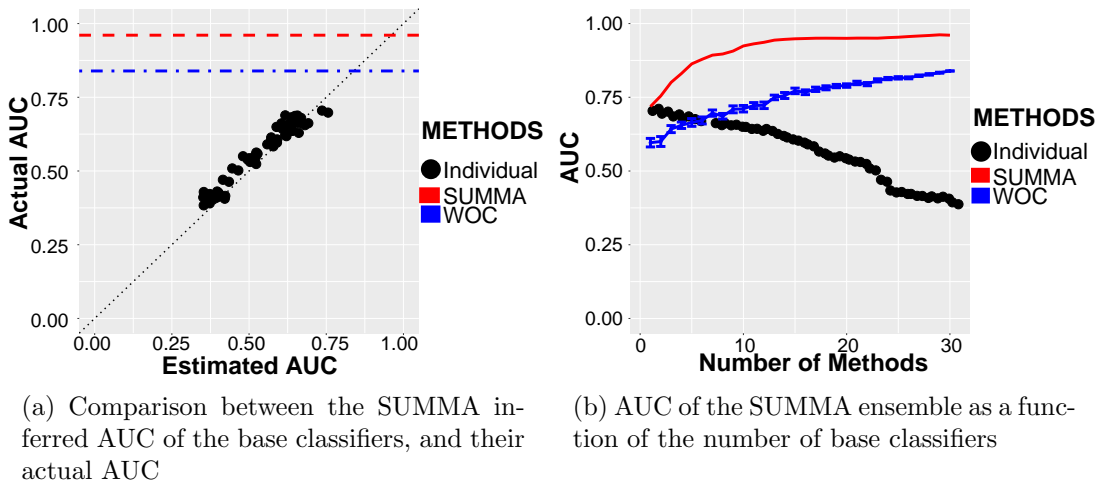 1.00
0.75
0.50
0.25
0.00
Actual AUC
0.00 0.25 0.50 0.75 1.00
Estimated AUC
METHODS
Individual
SUMMA
WOC
(a) Comparison between the SUMMA in-
ferred AUC of the base classifiers, and their
actual AUC
1.00
0.75
0.50
0.25
0.00
AUC
0 10 20 30
Number of Methods
METHODS
Individual
SUMMA
WOC
(b) AUC of the SUMMA ensemble as a func-
tion of the number of base classifiers